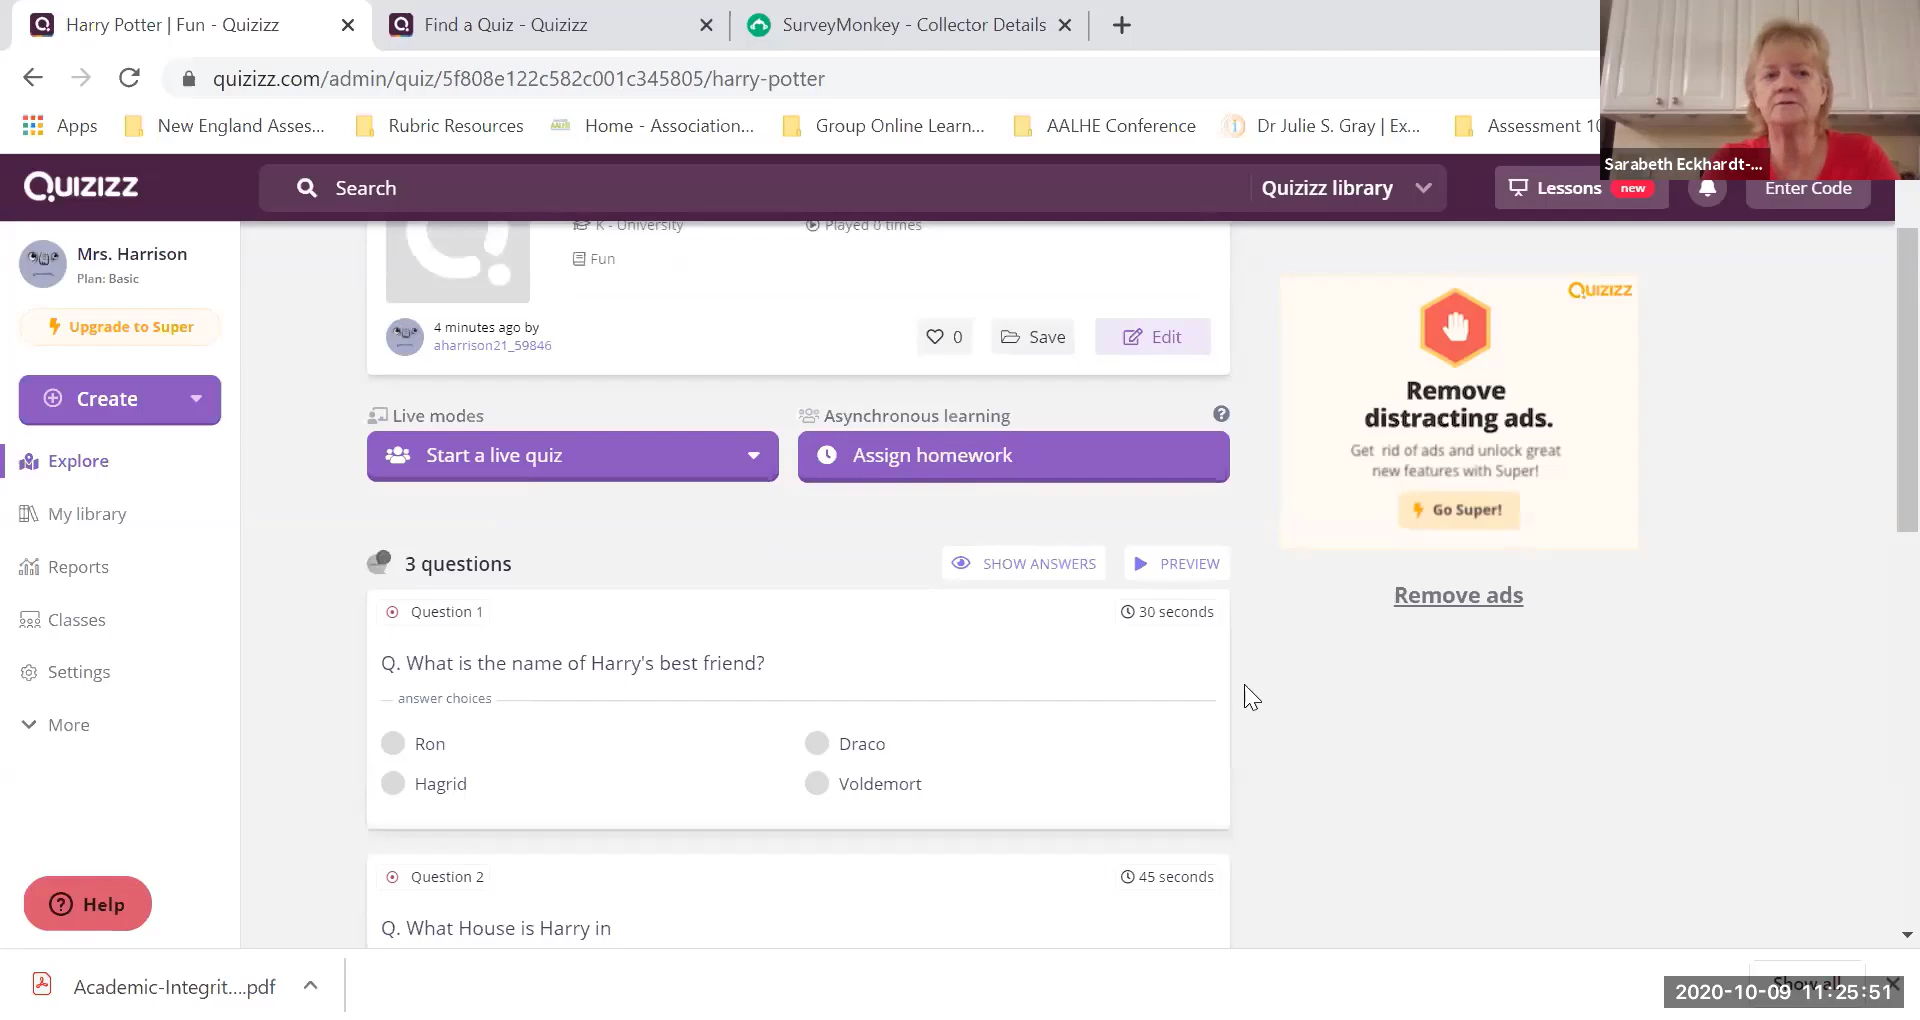 Harry Potter | Fun - Quizizz
Find a Quiz - Quizizz
SurveyMonkey - Collector Details
quizizz.com/admin/quiz/5f808e122c582c001c345805/harry-potter
Apps
New England Asses...
Rubric Resources
Home - Association...
Group Online Learn...
AALHE Conference
Dr Julie S. Gray | Ex...
Assessment 10
Sarabeth Eckhardt-...
Quizizz
Search
Quizizz library
Lessons new
Enter Code
Mrs. Harrison
Plan: Basic
Upgrade to Super
Create
Explore
My library
Reports
Classes
Settings
More
Help
K - University
Played 0 times
Fun
4 minutes ago by
aharrison21_59846
0
Save
Edit
Live modes
Asynchronous learning
Start a live quiz
Assign homework
3 questions
SHOW ANSWERS
PREVIEW
Question 1
30 seconds
Q. What is the name of Harry's best friend?
answer choices
Ron
Draco
Hagrid
Voldemort
Question 2
45 seconds
Q. What House is Harry in
Quizizz
Remove
distracting ads.
Get rid of ads and unlock great
new features with Super!
Go Super!
Remove ads
Academic-Integrit....pdf
Show all
2020-10-09 11:25:51